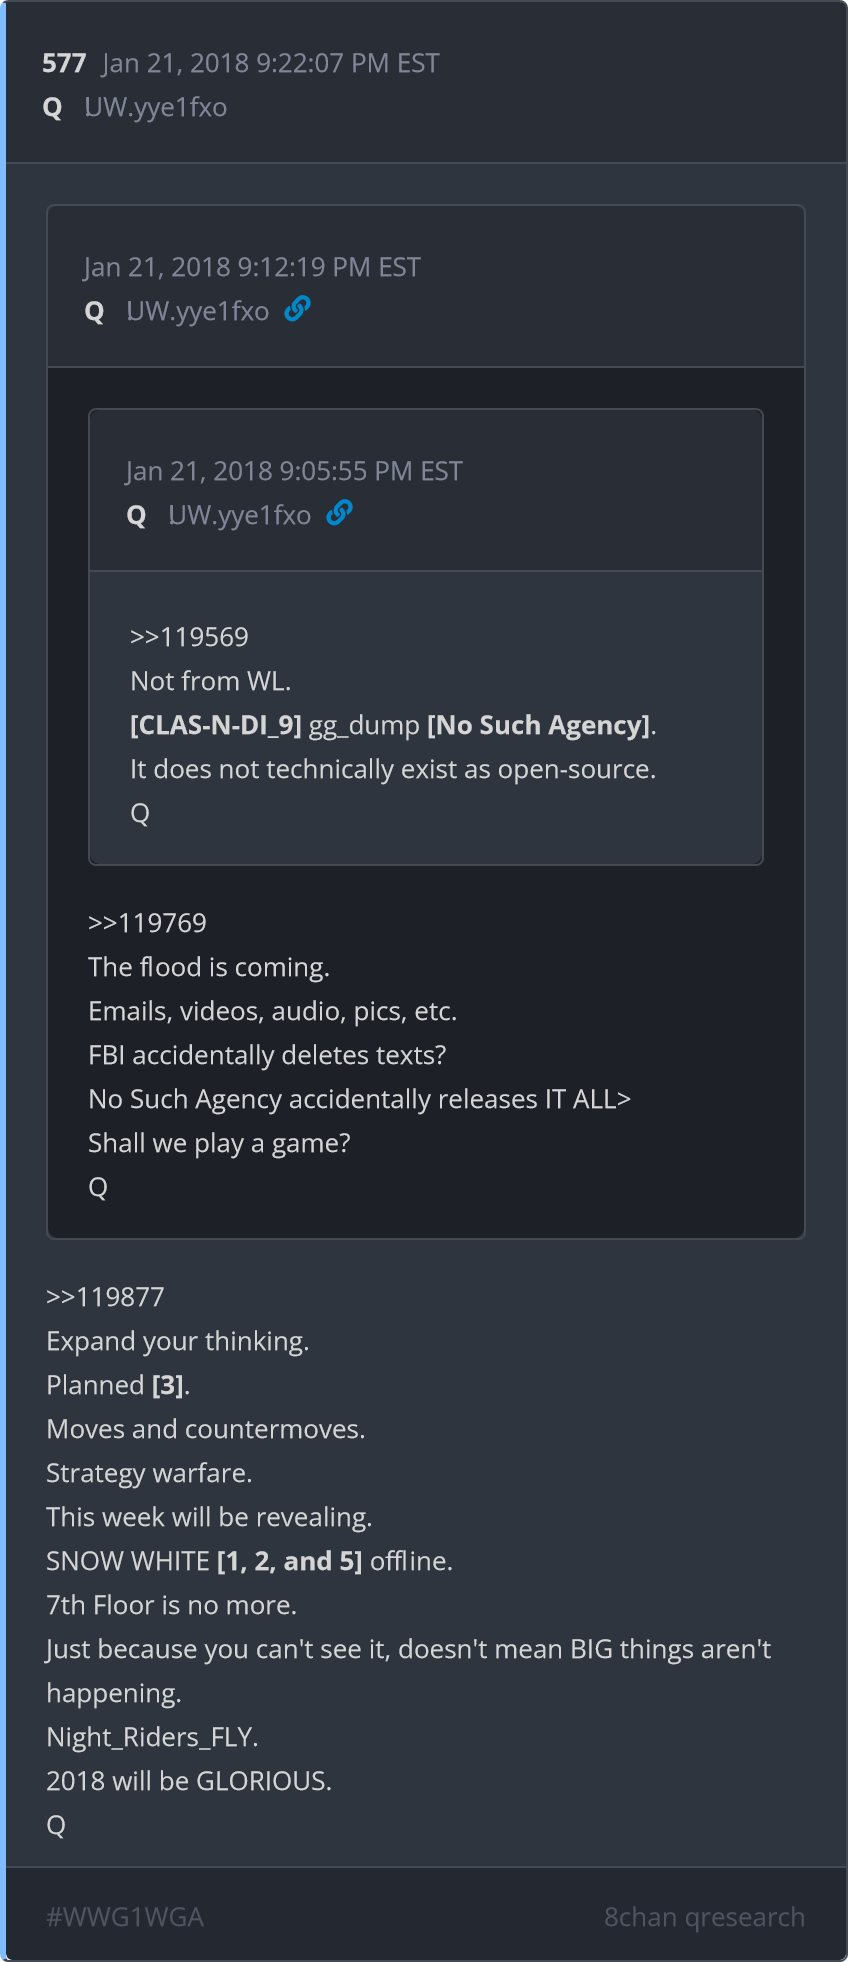 577 Jan 21, 2018 9:22:07 PM EST
Q UW.yye1fxo
Jan 21, 2018 9:12:19 PM EST
Q UW.yye1fxo
Jan 21, 2018 9:05:55 PM EST
Q UW.yye1fxo
>>119569
Not from WL.
[CLAS-N-DI_9] gg_dump [No Such Agency].
It does not technically exist as open-source.
Q
>>119769
The flood is coming.
Emails, videos, audio, pics, etc.
FBI accidentally deletes texts?
No Such Agency accidentally releases IT ALL>
Shall we play a game?
Q
>>119877
Expand your thinking.
Planned [3].
Moves and countermoves.
Strategy warfare.
This week will be revealing.
SNOW WHITE [1, 2, and 5] offline.
7th Floor is no more.
Just because you can't see it, doesn't mean BIG things aren't
happening.
Night_Riders_FLY.
2018 will be GLORIOUS.
Q
#WWG1WGA 8chan qresearch